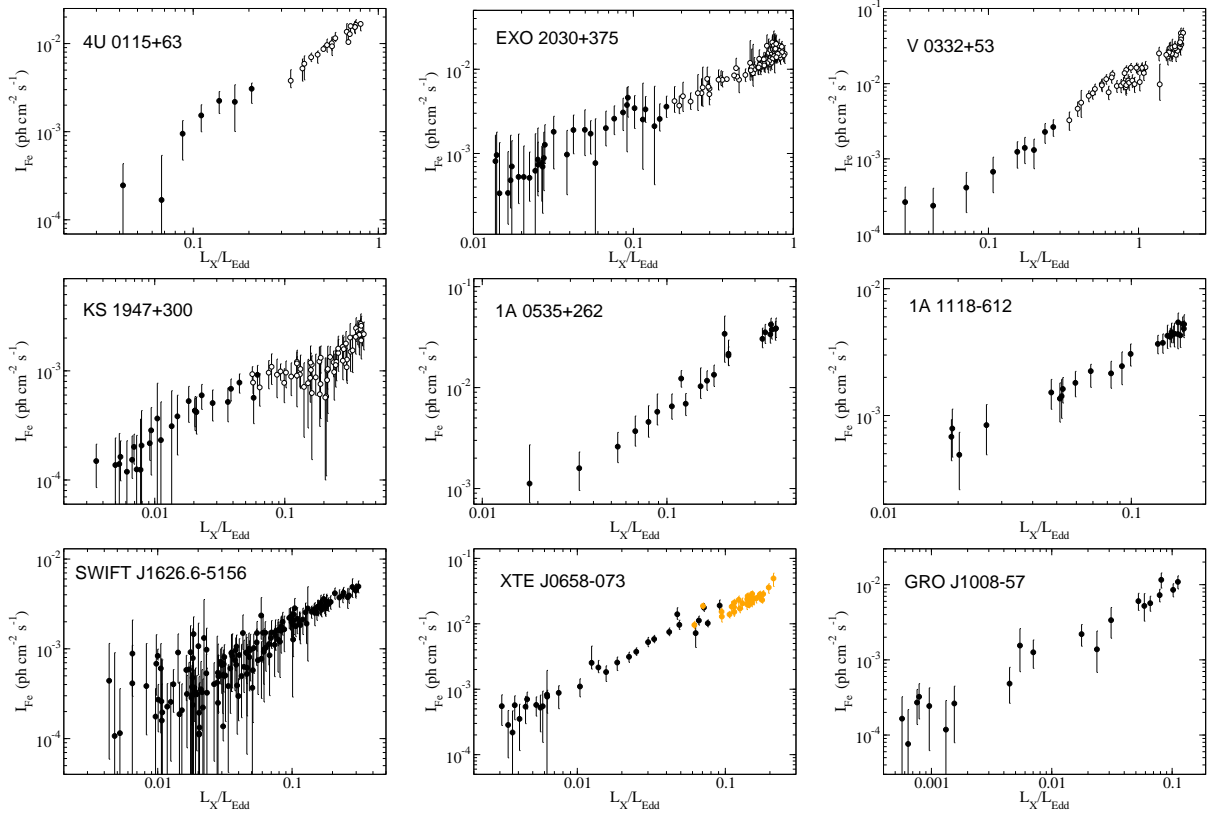 4U 0115+63
10⁻²
10⁻³
10⁻⁴
I_Fe (ph cm⁻² s⁻¹)
0.1 1
L_X/L_Edd
EXO 2030+375
10⁻¹
10⁻²
10⁻³
I_Fe (ph cm⁻² s⁻¹)
0.01 0.1 1
L_X/L_Edd
V 0332+53
10⁻¹
10⁻²
10⁻³
10⁻⁴
I_Fe (ph cm⁻² s⁻¹)
0.1 1
L_X/L_Edd
KS 1947+300
10⁻²
10⁻³
10⁻⁴
I_Fe (ph cm⁻² s⁻¹)
0.01 0.1
L_X/L_Edd
1A 0535+262
10⁻¹
10⁻²
10⁻³
I_Fe (ph cm⁻² s⁻¹)
0.01 0.1
L_X/L_Edd
1A 1118-612
10⁻²
10⁻³
I_Fe (ph cm⁻² s⁻¹)
0.01 0.1
L_X/L_Edd
SWIFT J1626.6-5156
10⁻²
10⁻³
10⁻⁴
I_Fe (ph cm⁻² s⁻¹)
0.01 0.1
L_X/L_Edd
XTE J0658-073
10⁻¹
10⁻²
10⁻³
10⁻⁴
I_Fe (ph cm⁻² s⁻¹)
0.01 0.1
L_X/L_Edd
GRO J1008-57
10⁻²
10⁻³
10⁻⁴
I_Fe (ph cm⁻² s⁻¹)
0.001 0.01 0.1
L_X/L_Edd